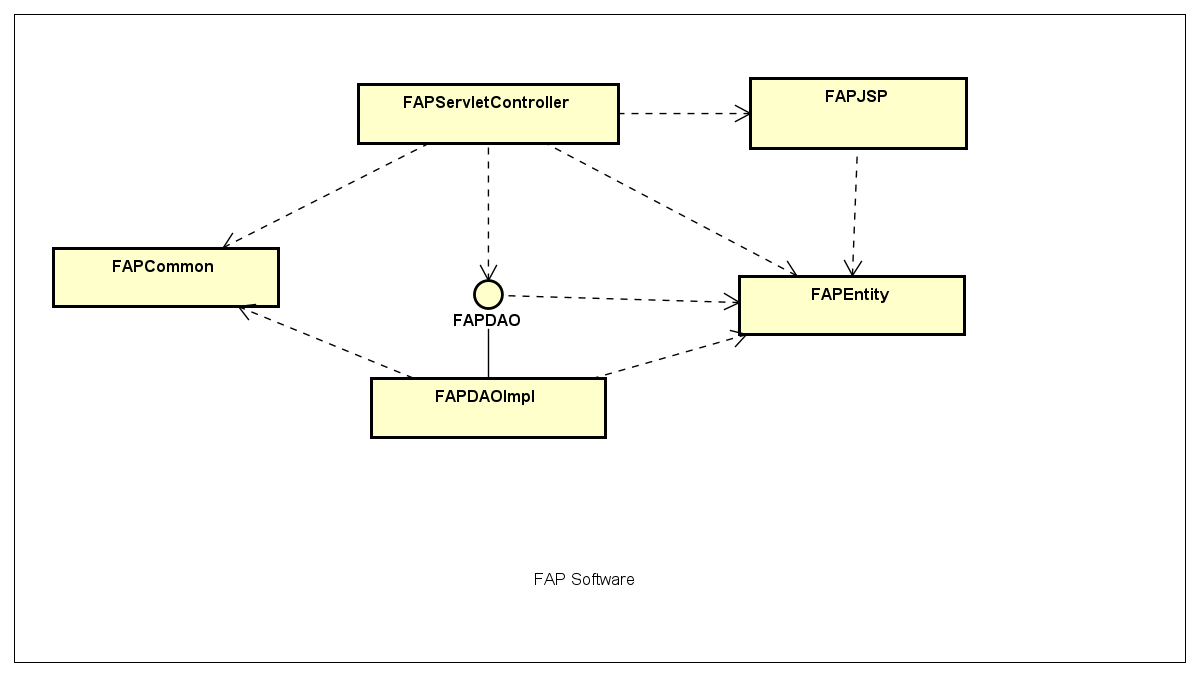 FAPServletController
FAPJSP
FAPCommon
FAPDAO
FAPEntity
FAPDAOImpl
FAP Software